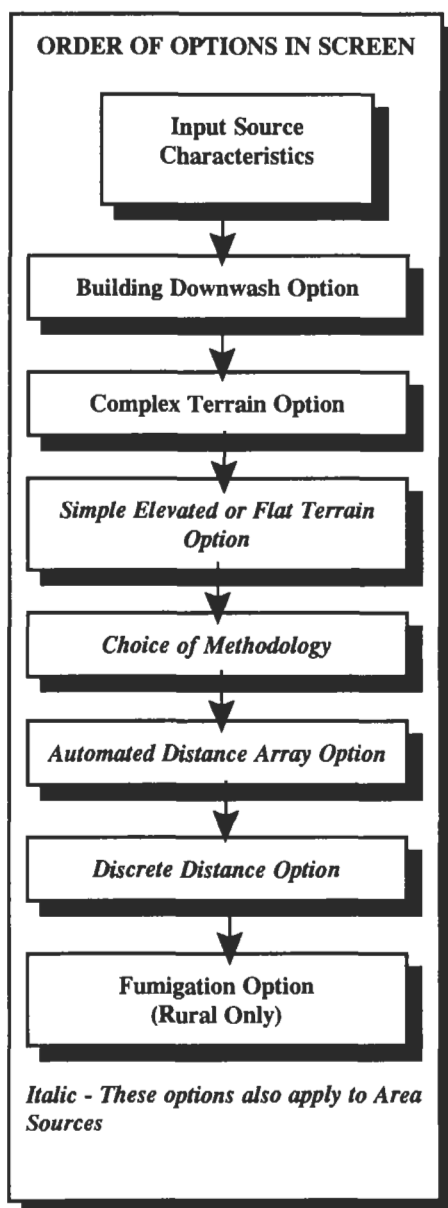 ORDER OF OPTIONS IN SCREEN
Input Source
Characteristics
Building Downwash Option
Complex Terrain Option
Simple Elevated or Flat Terrain
Option
Choice of Methodology
Automated Distance Array Option
Discrete Distance Option
Fumigation Option
(Rural Only)
Italic - These options also apply to Area
Sources